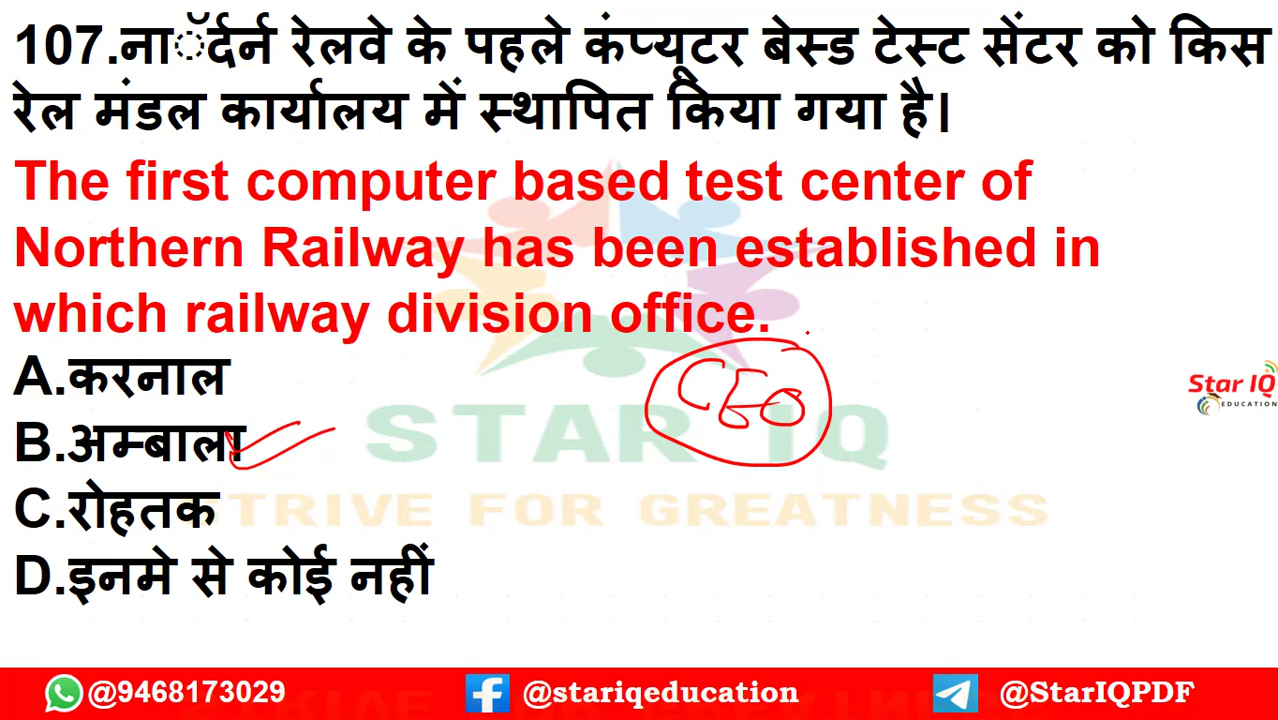 107.नाॅर्दर्न रेलवे के पहले कंप्यूटर बेस्ड टेस्ट सेंटर को किस
रेल मंडल कार्यालय में स्थापित किया गया है।
The first computer based test center of
Northern Railway has been established in
which railway division office.
A.करनाल
CEO
Star IQ
EDUCATION
B.अम्बाला
STAR IQ
C.रोहतक
STRIVE FOR GREATNESS
D.इनमे से कोई नहीं
@9468173029
@stariqeducation
@StarIQPDF